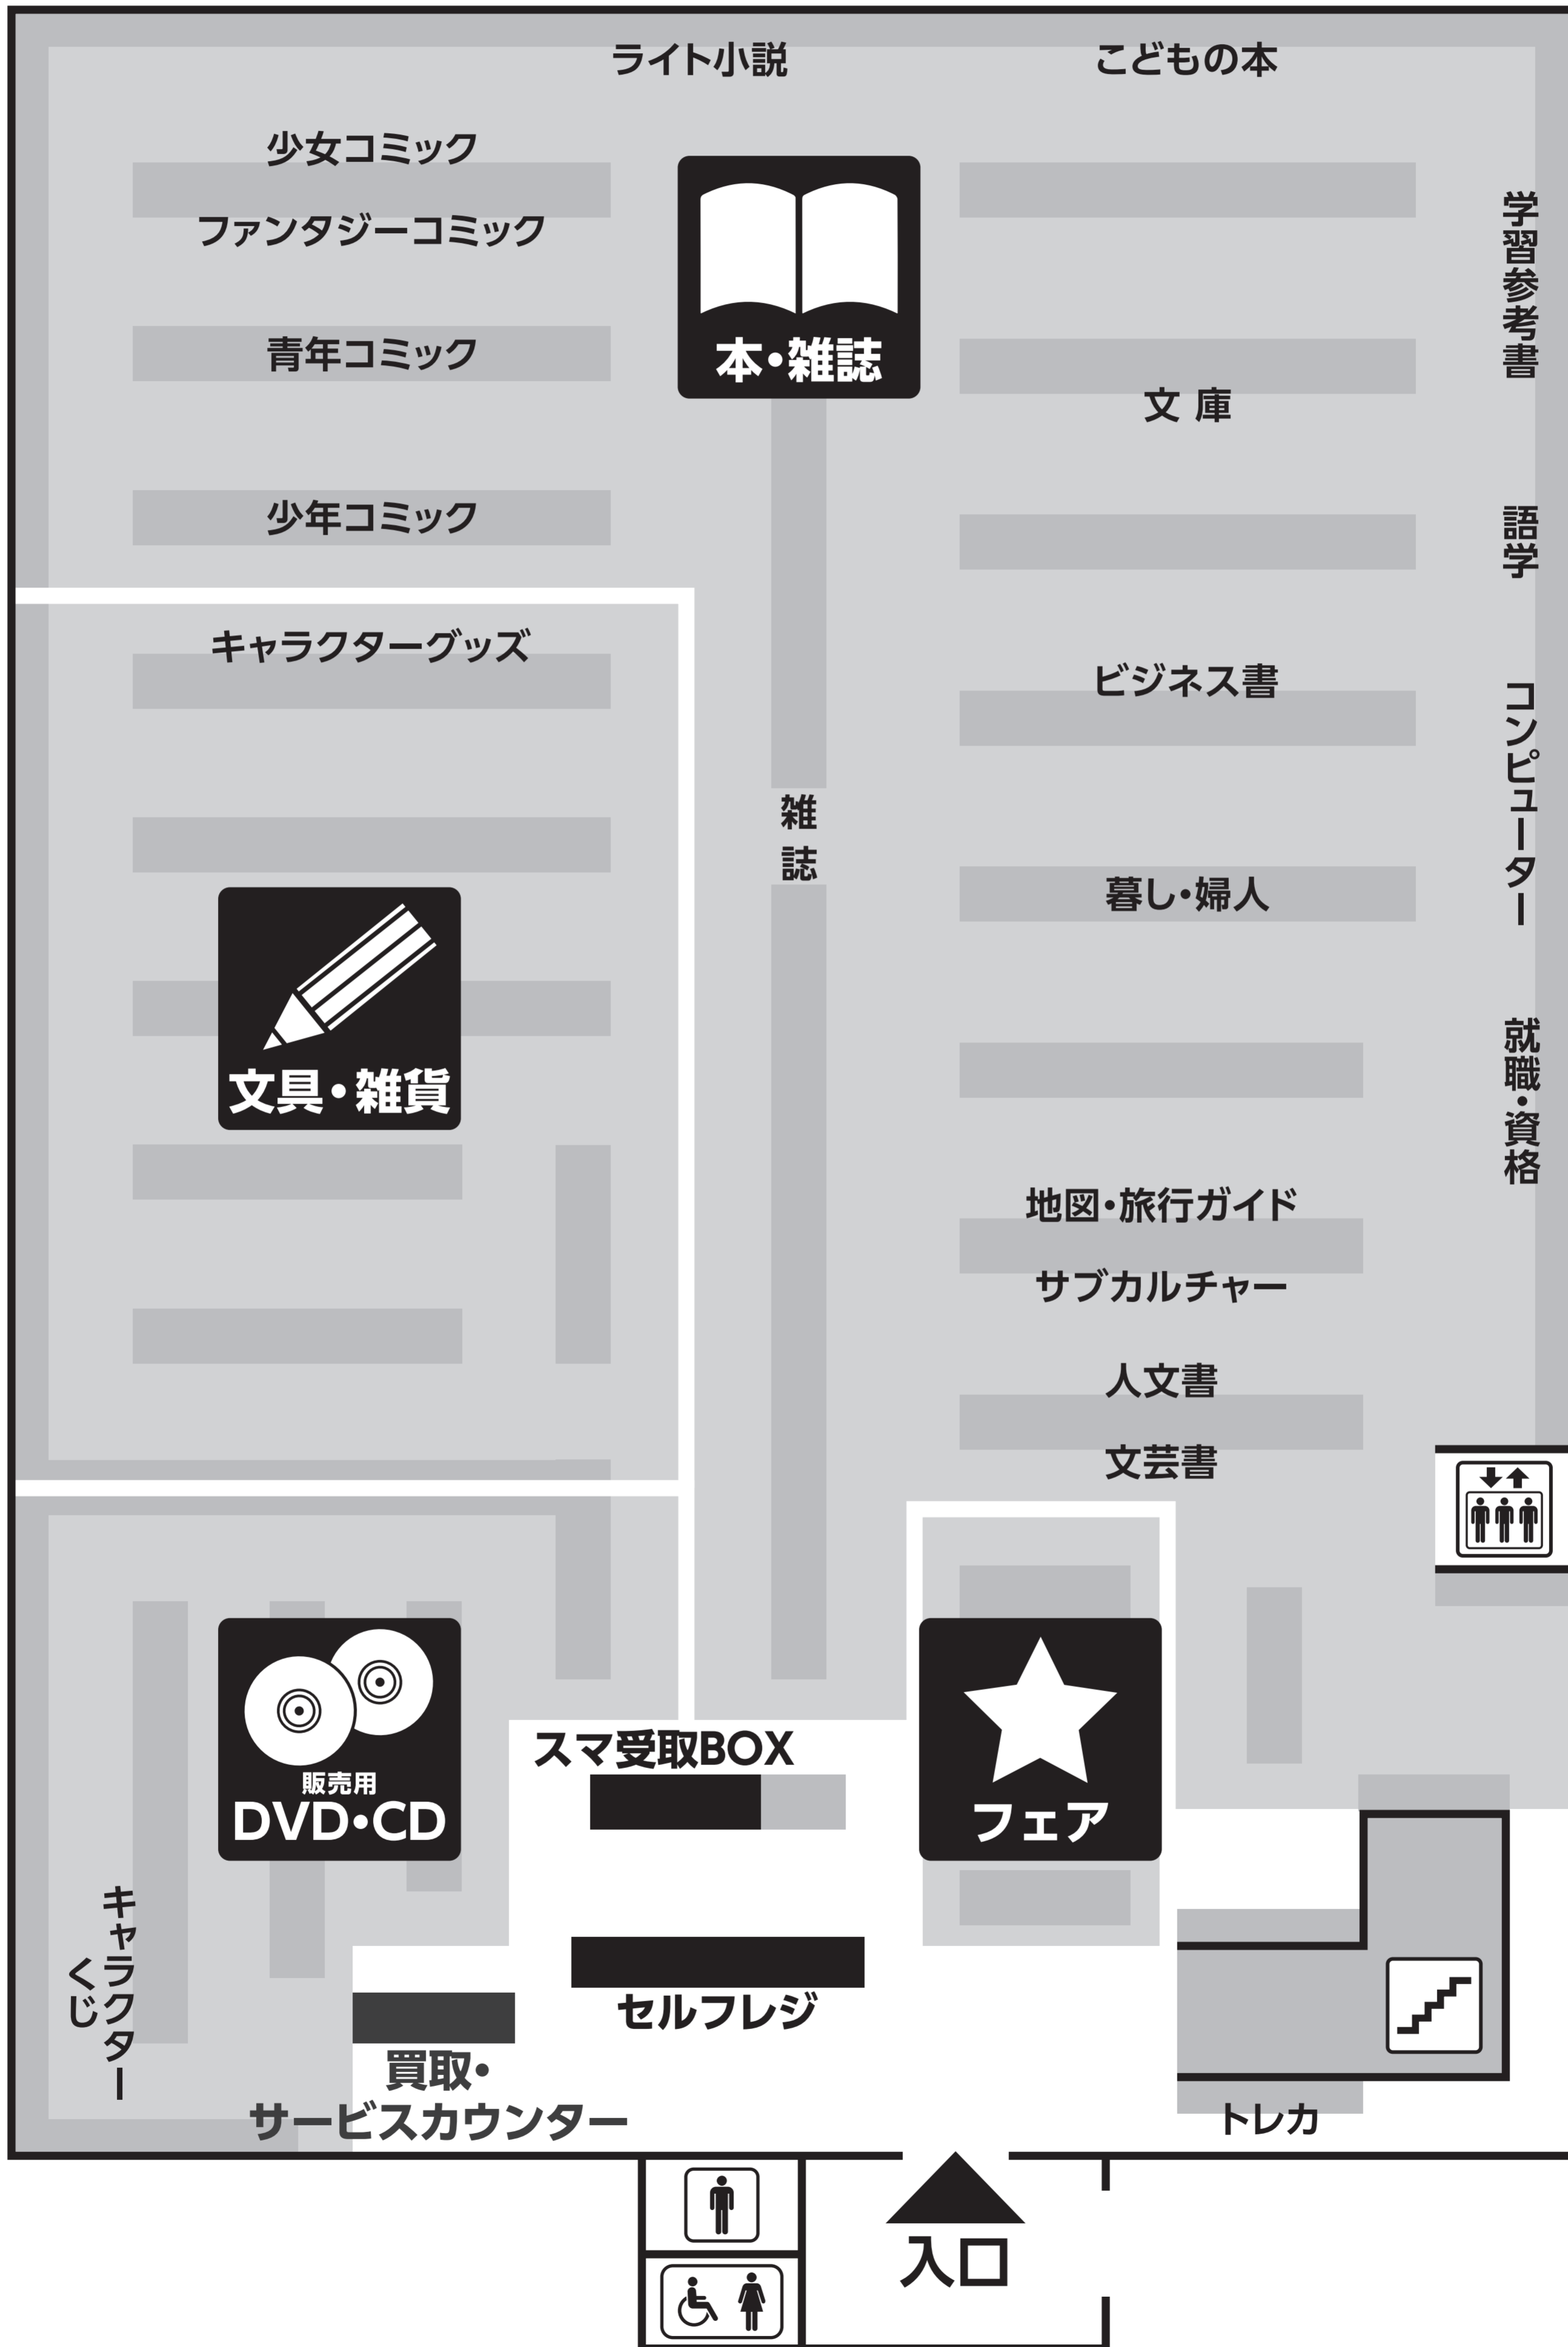 ライト小説
こどもの本
少女コミック
ファンタジーコミック
青年コミック
少年コミック
本・雑誌
文庫
学習参考書
語学
キャラクターグッズ
ビジネス書
コンピューター
雑誌
暮し・婦人
文具・雑貨
就職・資格
地図・旅行ガイド
サブカルチャー
人文書
文芸書
スマ受取BOX
販売用
DVD・CD
フェア
キャラクター
くじ
セルフレジ
買取・
サービスカウンター
トレカ
入口